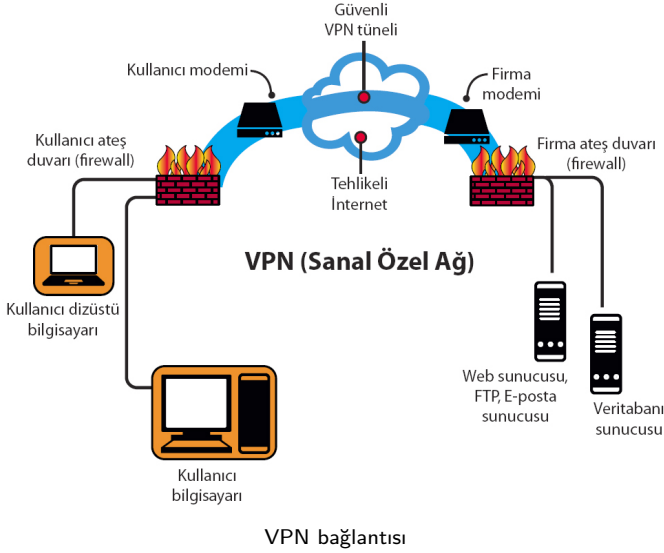 Güvenli
VPN tüneli
Kullanıcı modemi
Firma
modemi
Kullanıcı ateş
duvarı (firewall)
Firma ateş duvarı
(firewall)
Tehlikeli
İnternet
VPN (Sanal Özel Ağ)
Kullanıcı dizüstü
bilgisayarı
Web sunucusu,
FTP, E-posta
sunucusu
Veritabanı
sunucusu
Kullanıcı
bilgisayarı
VPN bağlantısı